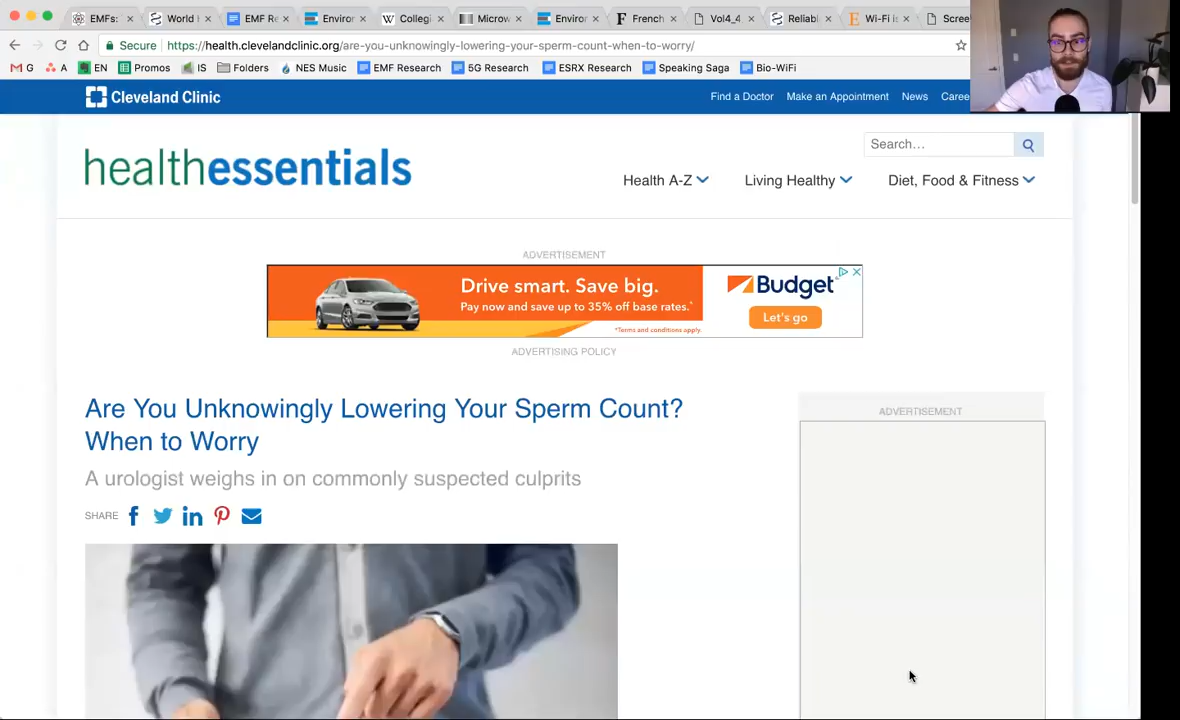 EMFs:
World H
EMF Re
Environ
Collegi
Microw
Environ
French
Vol4_4
Reliabl
Wi-Fi is
Scree
Secure https://health.clevelandclinic.org/are-you-unknowingly-lowering-your-sperm-count-when-to-worry/
G A EN Promos IS Folders NES Music EMF Research 5G Research ESRX Research Speaking Saga Bio-WiFi
Cleveland Clinic
Find a Doctor Make an Appointment News Caree
healthessentials
Search...
Health A-Z Living Healthy Diet, Food & Fitness
ADVERTISEMENT
Drive smart. Save big.
Pay now and save up to 35% off base rates.*
*Terms and conditions apply.
Budget
Let's go
ADVERTISING POLICY
Are You Unknowingly Lowering Your Sperm Count?
When to Worry
A urologist weighs in on commonly suspected culprits
SHARE
ADVERTISEMENT